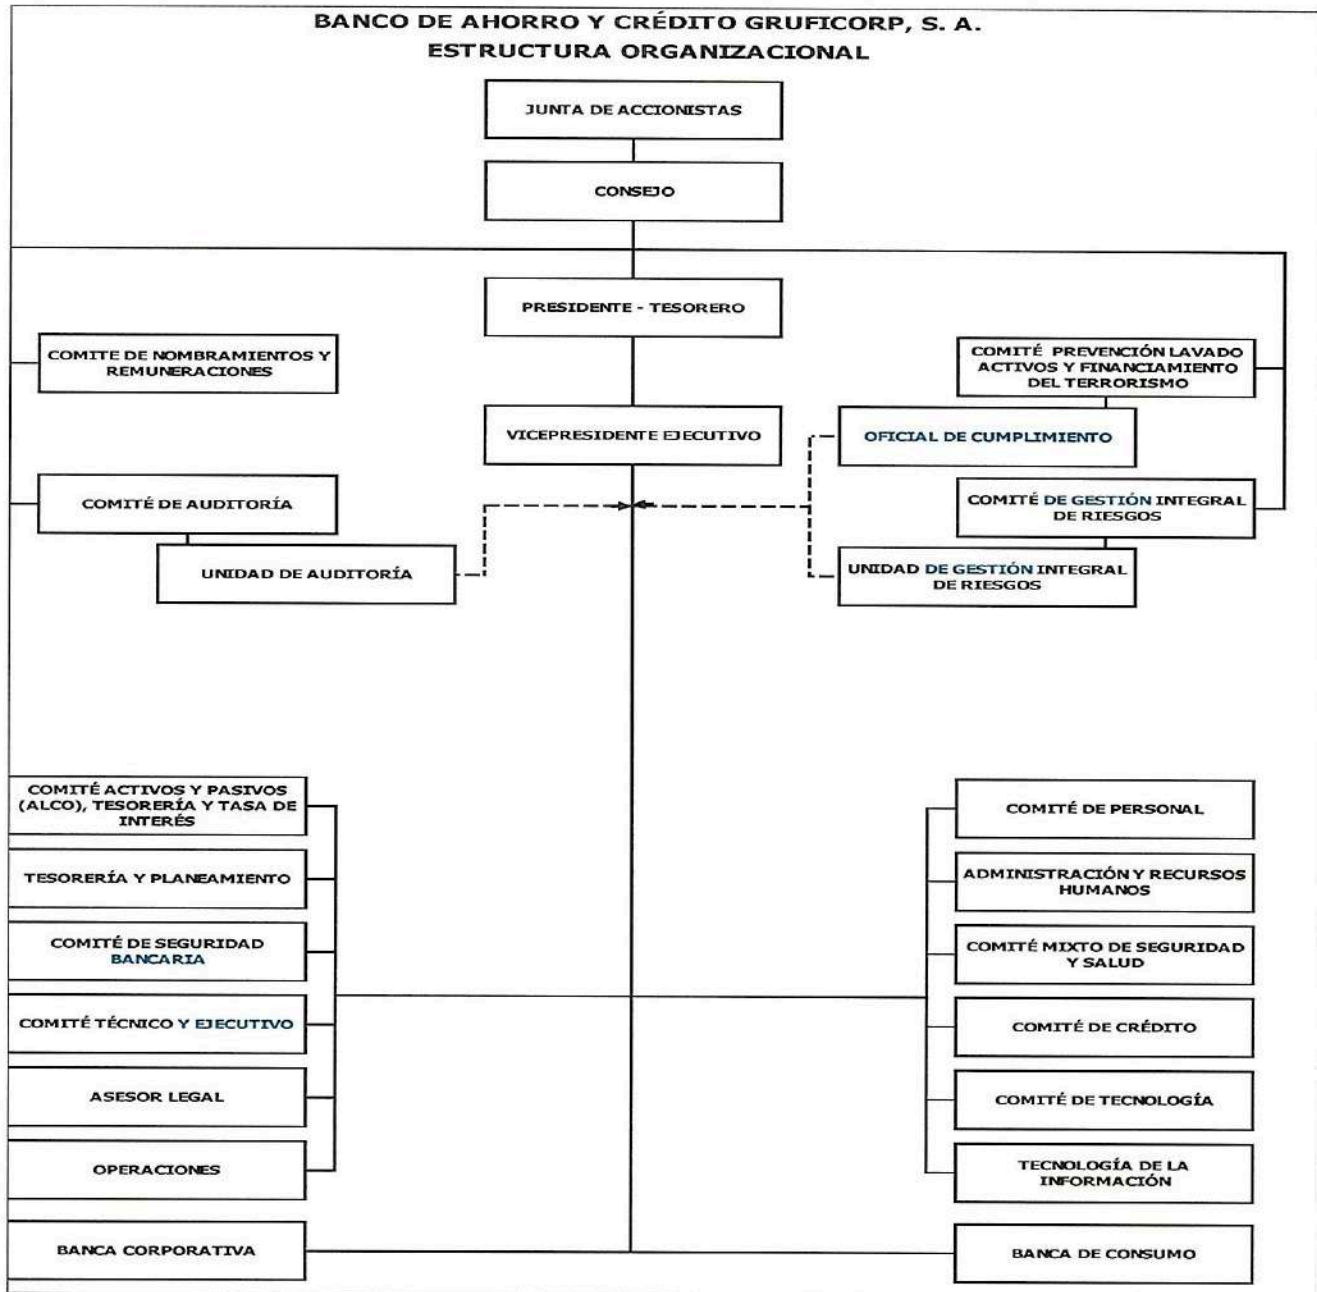 BANCO DE AHORRO Y CRÉDITO GRUFICORP, S. A.
ESTRUCTURA ORGANIZACIONAL
JUNTA DE ACCIONISTAS
CONSEJO
PRESIDENTE - TESORERO
COMITE DE NOMBRAMIENTOS Y
REMUNERACIONES
COMITÉ PREVENCIÓN LAVADO
ACTIVOS Y FINANCIAMIENTO
DEL TERRORISMO
VICEPRESIDENTE EJECUTIVO
OFICIAL DE CUMPLIMIENTO
COMITÉ DE AUDITORÍA
COMITÉ DE GESTIÓN INTEGRAL
DE RIESGOS
UNIDAD DE AUDITORÍA
UNIDAD DE GESTIÓN INTEGRAL
DE RIESGOS
COMITÉ ACTIVOS Y PASIVOS
(ALCO), TESORERÍA Y TASA DE
INTERÉS
COMITÉ DE PERSONAL
TESORERÍA Y PLANEAMIENTO
ADMINISTRACIÓN Y RECURSOS
HUMANOS
COMITÉ DE SEGURIDAD
BANCARIA
COMITÉ MIXTO DE SEGURIDAD
Y SALUD
COMITÉ TÉCNICO Y EJECUTIVO
COMITÉ DE CRÉDITO
ASESOR LEGAL
COMITÉ DE TECNOLOGÍA
OPERACIONES
TECNOLOGÍA DE LA
INFORMACIÓN
BANCA CORPORATIVA
BANCA DE CONSUMO